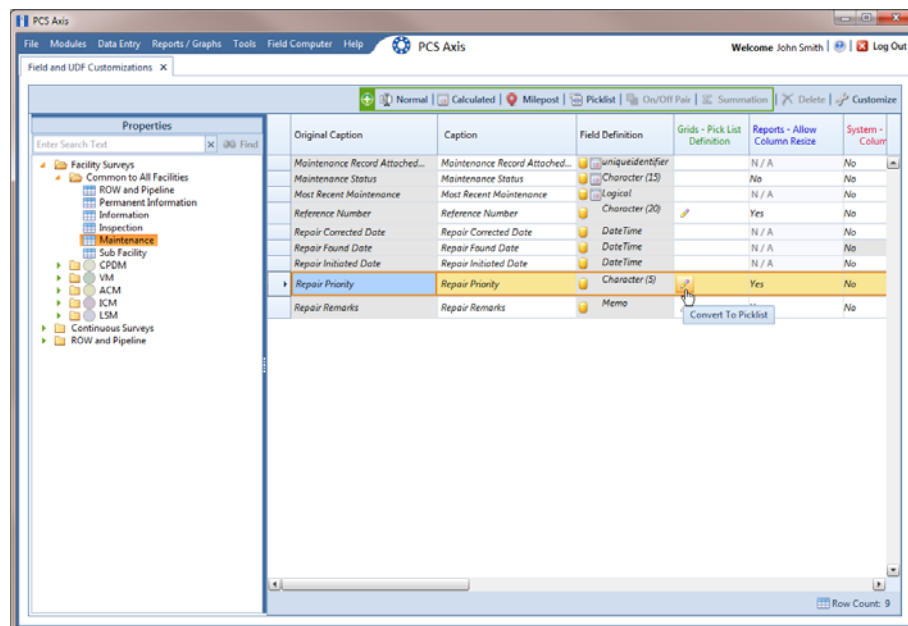 PCS Axis
File Modules Data Entry Reports / Graphs Tools Field Computer Help PCS Axis Welcome John Smith | | Log Out
Field and UDF Customizations ×
Normal | Calculated | Milepost | Picklist | On/Off Pair | Summation | Delete | Customize
Properties
Enter Search Text × Find
Facility Surveys
Common to All Facilities
ROW and Pipeline
Permanent Information
Information
Inspection
Maintenance
Sub Facility
CPDM
VM
ACM
ICM
LSM
Continuous Surveys
ROW and Pipeline
Original Caption Caption Field Definition Grids - Pick List Definition Reports - Allow Column Resize System - Colum
Maintenance Record Attached... Maintenance Record Attached... uniqueidentifier N / A No
Maintenance Status Maintenance Status Character (15) No No
Most Recent Maintenance Most Recent Maintenance Logical N / A No
Reference Number Reference Number Character (20) Yes No
Repair Corrected Date Repair Corrected Date DateTime N / A No
Repair Found Date Repair Found Date DateTime N / A No
Repair Initiated Date Repair Initiated Date DateTime N / A No
Repair Priority Repair Priority Character (5) Yes No
Repair Remarks Repair Remarks Memo No
Convert To Picklist
Row Count: 9